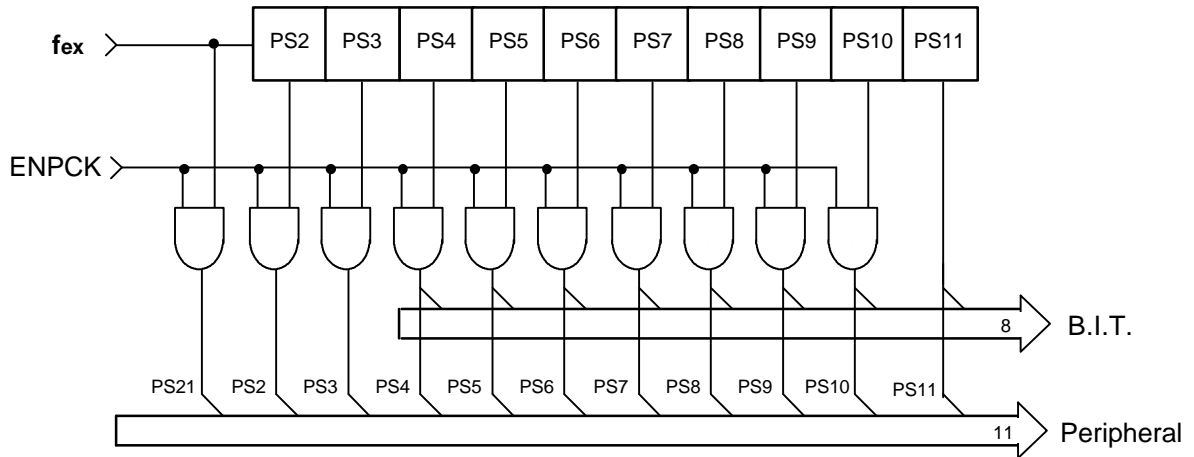 fex
PS2 PS3 PS4 PS5 PS6 PS7 PS8 PS9 PS10 PS11
ENPCK
8
B.I.T.
PS21 PS2 PS3 PS4 PS5 PS6 PS7 PS8 PS9 PS10 PS11
11
Peripheral